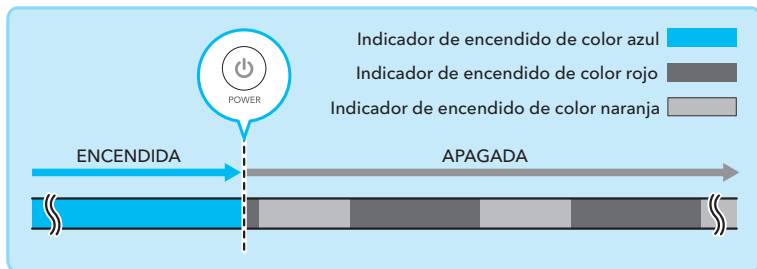 Indicador de encendido de color azul
Indicador de encendido de color rojo
Indicador de encendido de color naranja
POWER
ENCENDIDA
APAGADA